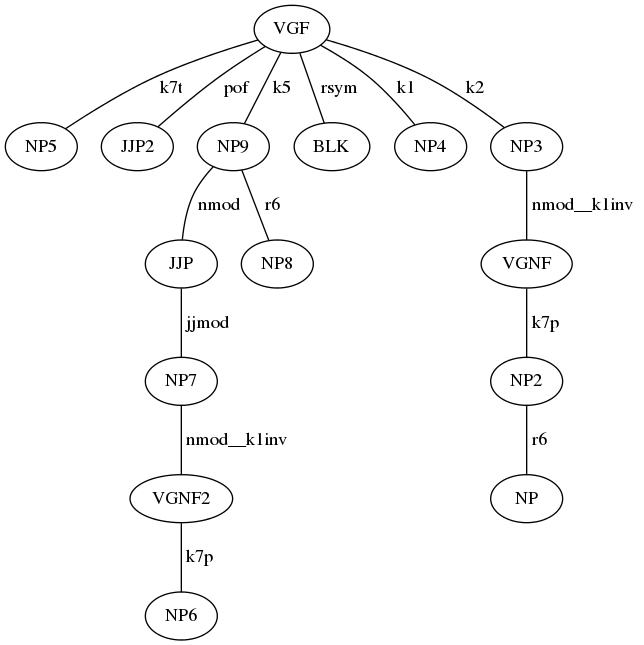 VGF
k7t pof k5 rsym k1 k2
NP5 JJP2 NP9 BLK NP4 NP3
nmod r6 nmod__k1inv
JJP NP8 VGNF
jjmod k7p
NP7 NP2
nmod__k1inv r6
VGNF2 NP
k7p
NP6